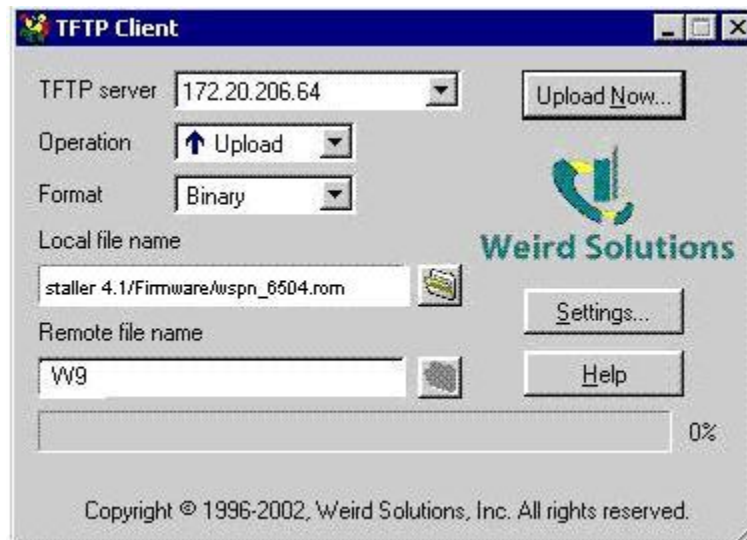 TFTP Client
TFTP server 172.20.206.64 Upload Now...
Operation Upload
Format Binary
Local file name
Weird Solutions
staller 4.1/Firmware/wspn_6504.rom
Settings...
Remote file name
W9
Help
0%
Copyright © 1996-2002, Weird Solutions, Inc. All rights reserved.